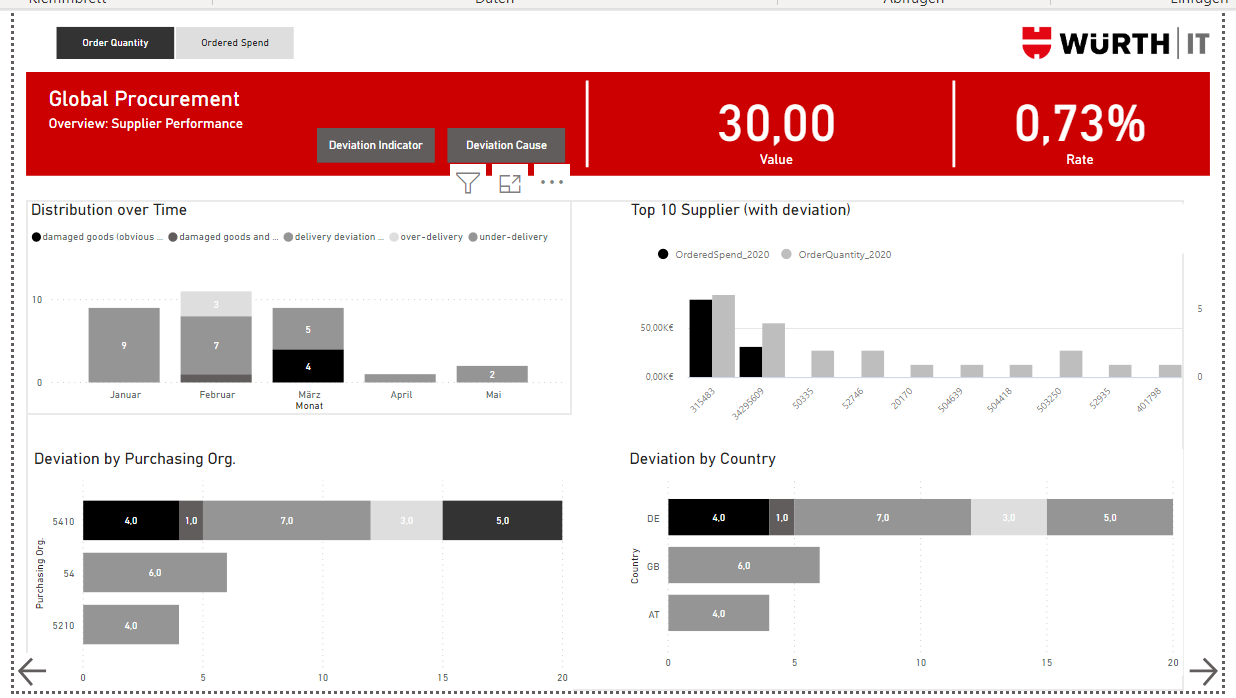 Klemmbrett Daten Abfragen Einfügen
Order Quantity Ordered Spend
WÜRTH IT
Global Procurement
Overview: Supplier Performance
Deviation Indicator Deviation Cause
30,00
Value
0,73%
Rate
Distribution over Time
damaged goods (obvious ... damaged goods and ... delivery deviation ... over-delivery under-delivery
10
0
9
3
7
5
4
2
Januar Februar März April Mai
Monat
Top 10 Supplier (with deviation)
OrderedSpend_2020 OrderQuantity_2020
50,00K€
0,00K€
5
0
315483 34295609 50335 52746 20170 504639 504418 503250 52935 401798
Deviation by Purchasing Org.
Purchasing Org.
5410 4,0 1,0 7,0 3,0 5,0
54 6,0
5210 4,0
0 5 10 15 20
Deviation by Country
Country
DE 4,0 1,0 7,0 3,0 5,0
GB 6,0
AT 4,0
0 5 10 15 20